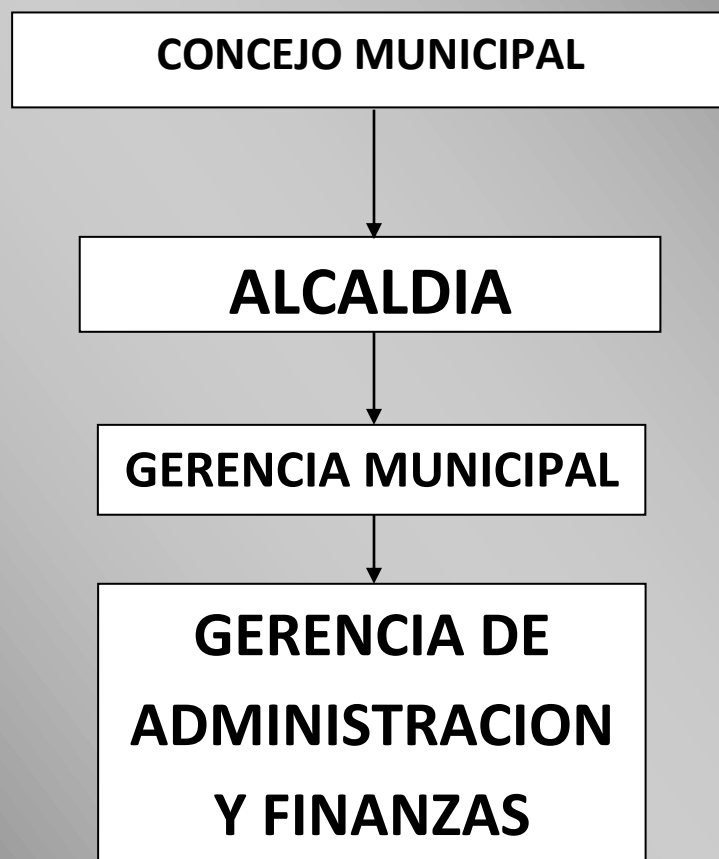 CONCEJO MUNICIPAL
ALCALDIA
GERENCIA MUNICIPAL
GERENCIA DE
ADMINISTRACION
Y FINANZAS